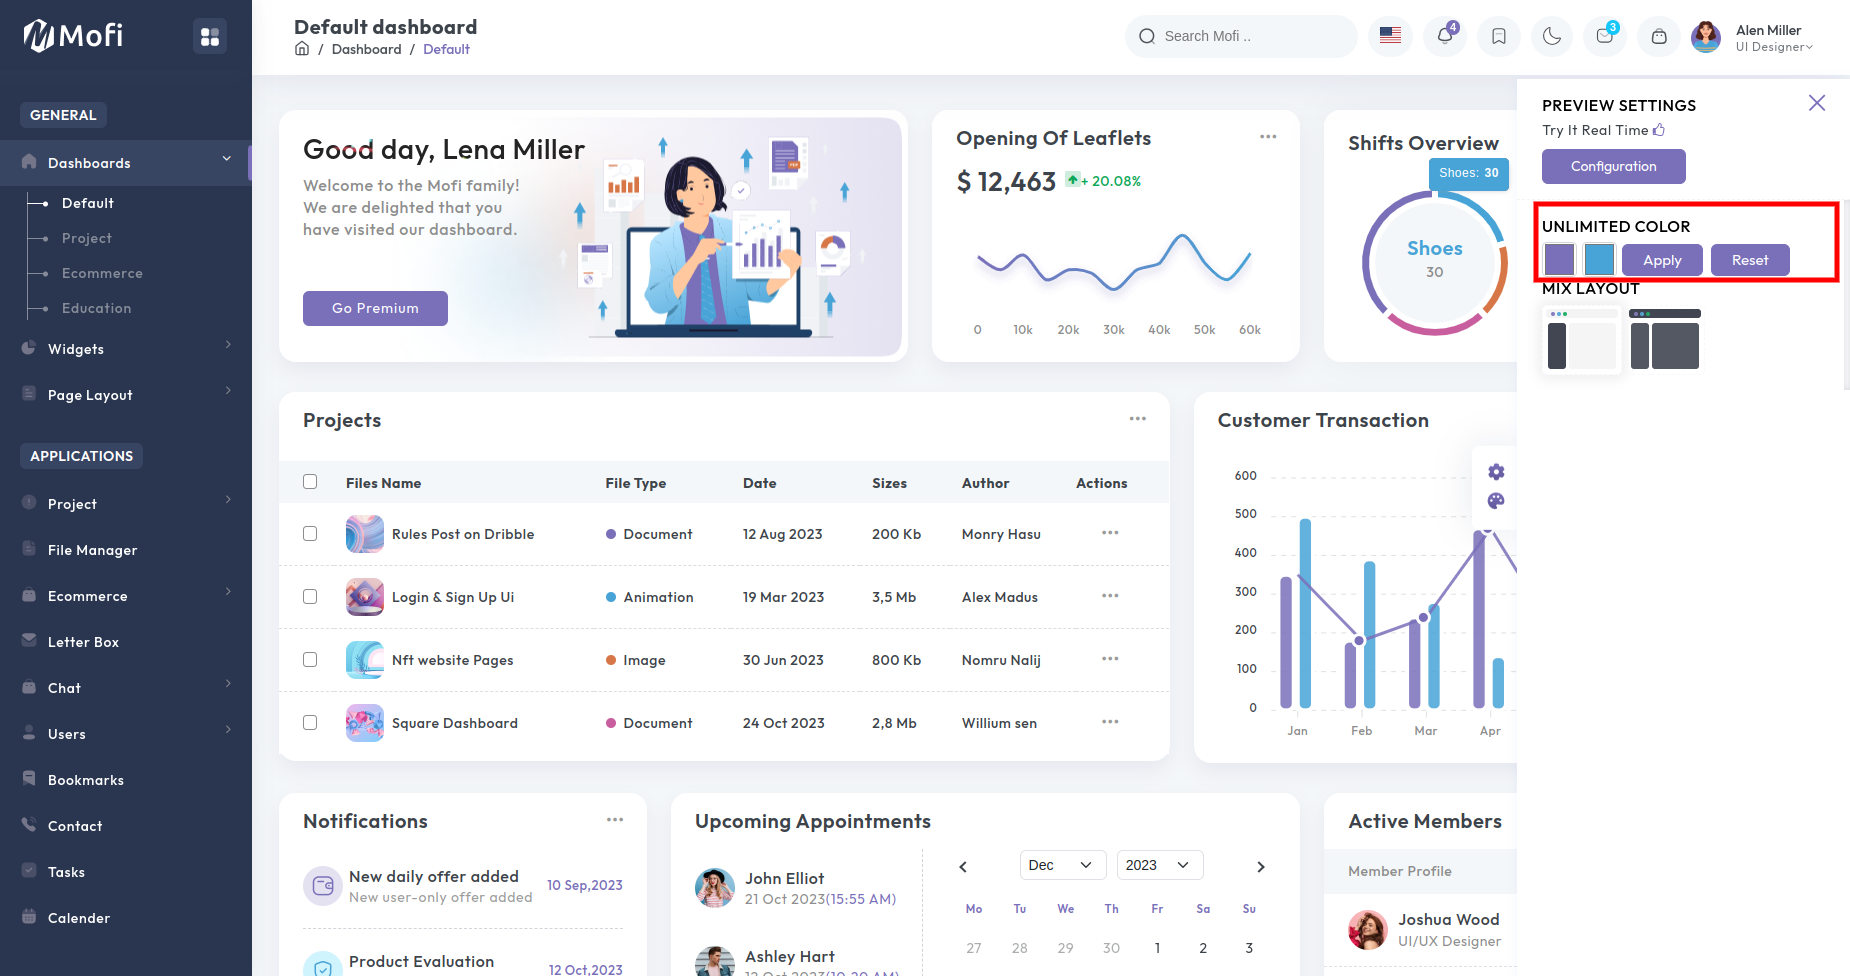 Mofi
GENERAL
Dashboards
Default
Project
Ecommerce
Education
Widgets
Page Layout
APPLICATIONS
Project
File Manager
Ecommerce
Letter Box
Chat
Users
Bookmarks
Contact
Tasks
Calender
Default dashboard
/ Dashboard / Default
Search Mofi ..
4
3
Alen Miller
UI Designer
Good day, Lena Miller
Welcome to the Mofi family!
We are delighted that you
have visited our dashboard.
Go Premium
PDF
Opening Of Leaflets
$ 12,463 + 20.08%
0 10k 20k 30k 40k 50k 60k
Shifts Overview
Shoes: 30
Shoes
30
PREVIEW SETTINGS
Try It Real Time
Configuration
UNLIMITED COLOR
Apply Reset
MIX LAYOUT
Projects
Files Name File Type Date Sizes Author Actions
Rules Post on Dribble Document 12 Aug 2023 200 Kb Monry Hasu
Login & Sign Up Ui Animation 19 Mar 2023 3,5 Mb Alex Madus
Nft website Pages Image 30 Jun 2023 800 Kb Nomru Nalij
Square Dashboard Document 24 Oct 2023 2,8 Mb Willium sen
Customer Transaction
600
500
400
300
200
100
0
Jan Feb Mar Apr
Notifications
New daily offer added
New user-only offer added
10 Sep,2023
Product Evaluation
12 Oct,2023
Upcoming Appointments
John Elliot
21 Oct 2023(15:55 AM)
Ashley Hart
12 Oct 2023(10:20 AM)
Dec 2023
Mo Tu We Th Fr Sa Su
27 28 29 30 1 2 3
Active Members
Member Profile
Joshua Wood
UI/UX Designer